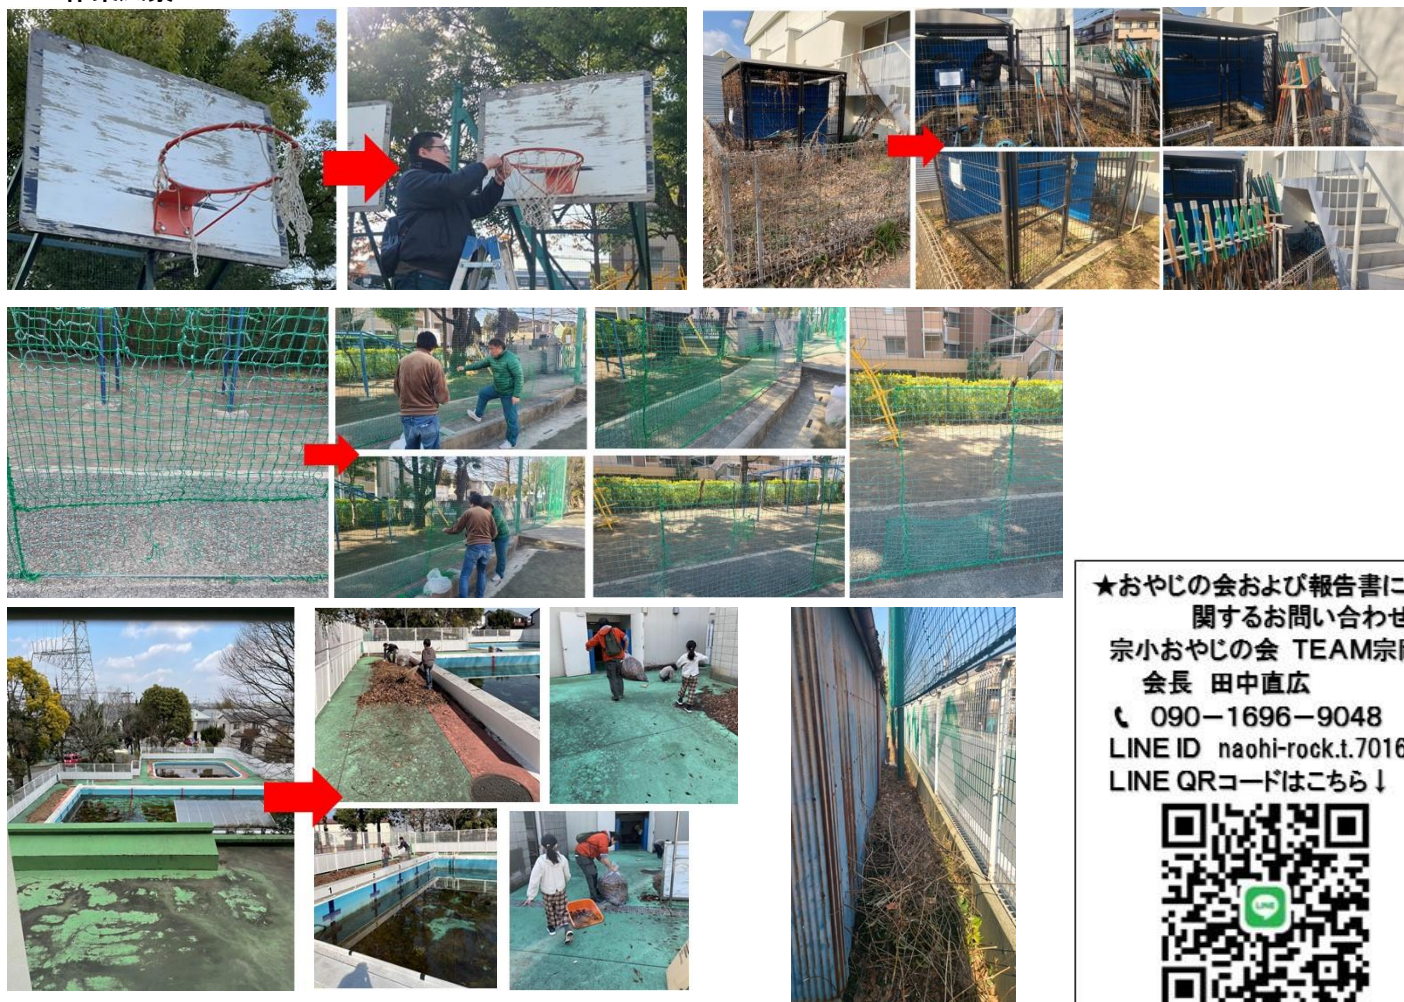 ★おやじの会および報告書に
関するお問い合わせ
宗小おやじの会 TEAM宗
会長 田中直広
090-1696-9048
LINE ID naohi-rock.t.7016
LINE QRコードはこちら↓
LINE
1
2